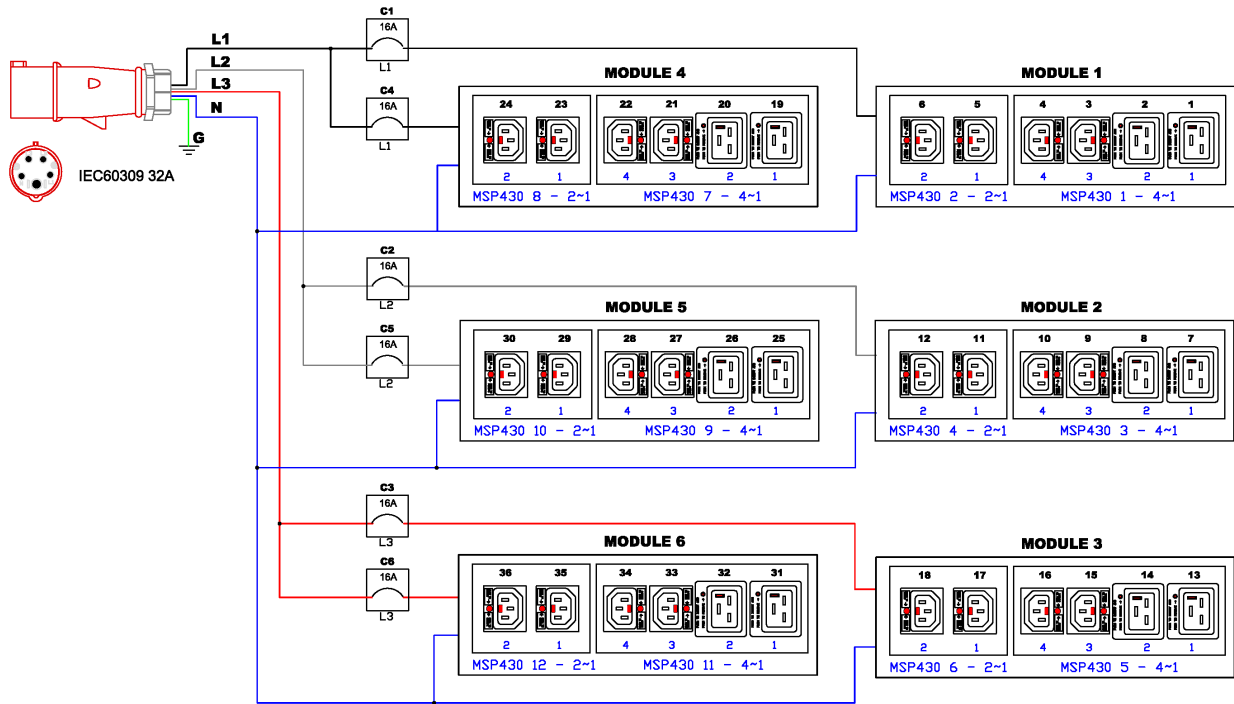 L1
L2
L3
N
G
IEC60309 32A
C1
16A
L1
C4
16A
L1
MODULE 4
24 23 22 21 20 19
2 1 4 3 2 1
MSP430 8 - 2~1 MSP430 7 - 4~1
MODULE 1
6 5 4 3 2 1
2 1 4 3 2 1
MSP430 2 - 2~1 MSP430 1 - 4~1
C2
16A
L2
C5
16A
L2
MODULE 5
30 29 28 27 26 25
2 1 4 3 2 1
MSP430 10 - 2~1 MSP430 9 - 4~1
MODULE 2
12 11 10 9 8 7
2 1 4 3 2 1
MSP430 4 - 2~1 MSP430 3 - 4~1
C3
16A
L3
C6
16A
L3
MODULE 6
36 35 34 33 32 31
2 1 4 3 2 1
MSP430 12 - 2~1 MSP430 11 - 4~1
MODULE 3
18 17 16 15 14 13
2 1 4 3 2 1
MSP430 6 - 2~1 MSP430 5 - 4~1